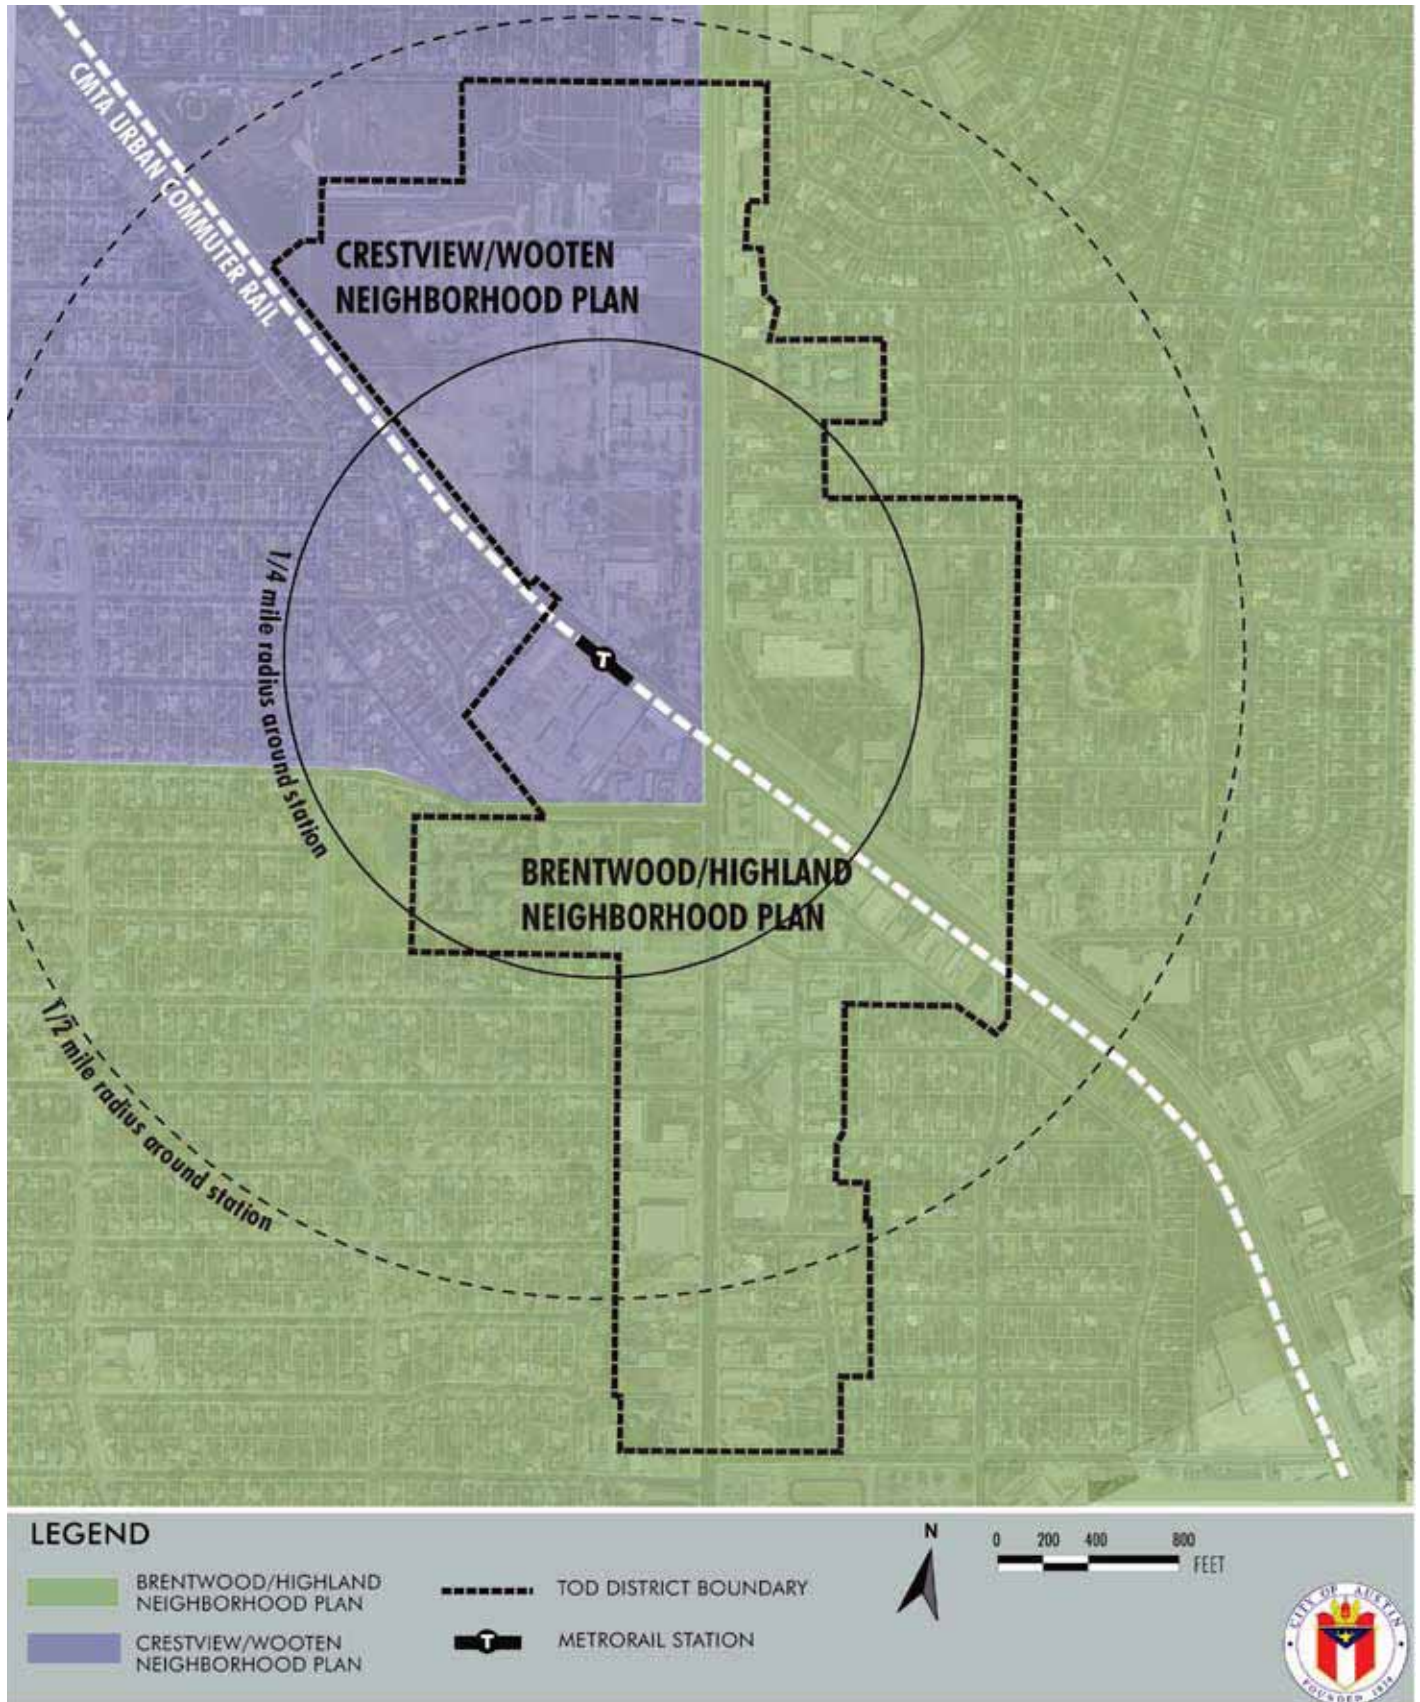 CMTA URBAN COMMUTER RAIL
CRESTVIEW/WOOTEN
NEIGHBORHOOD PLAN
1/4 mile radius around station
T
BRENTWOOD/HIGHLAND
NEIGHBORHOOD PLAN
1/2 mile radius around station
LEGEND
BRENTWOOD/HIGHLAND
NEIGHBORHOOD PLAN
CRESTVIEW/WOOTEN
NEIGHBORHOOD PLAN
TOD DISTRICT BOUNDARY
T
METRORAIL STATION
N
0 200 400 800
FEET
CITY OF AUSTIN
FOUNDED 1839